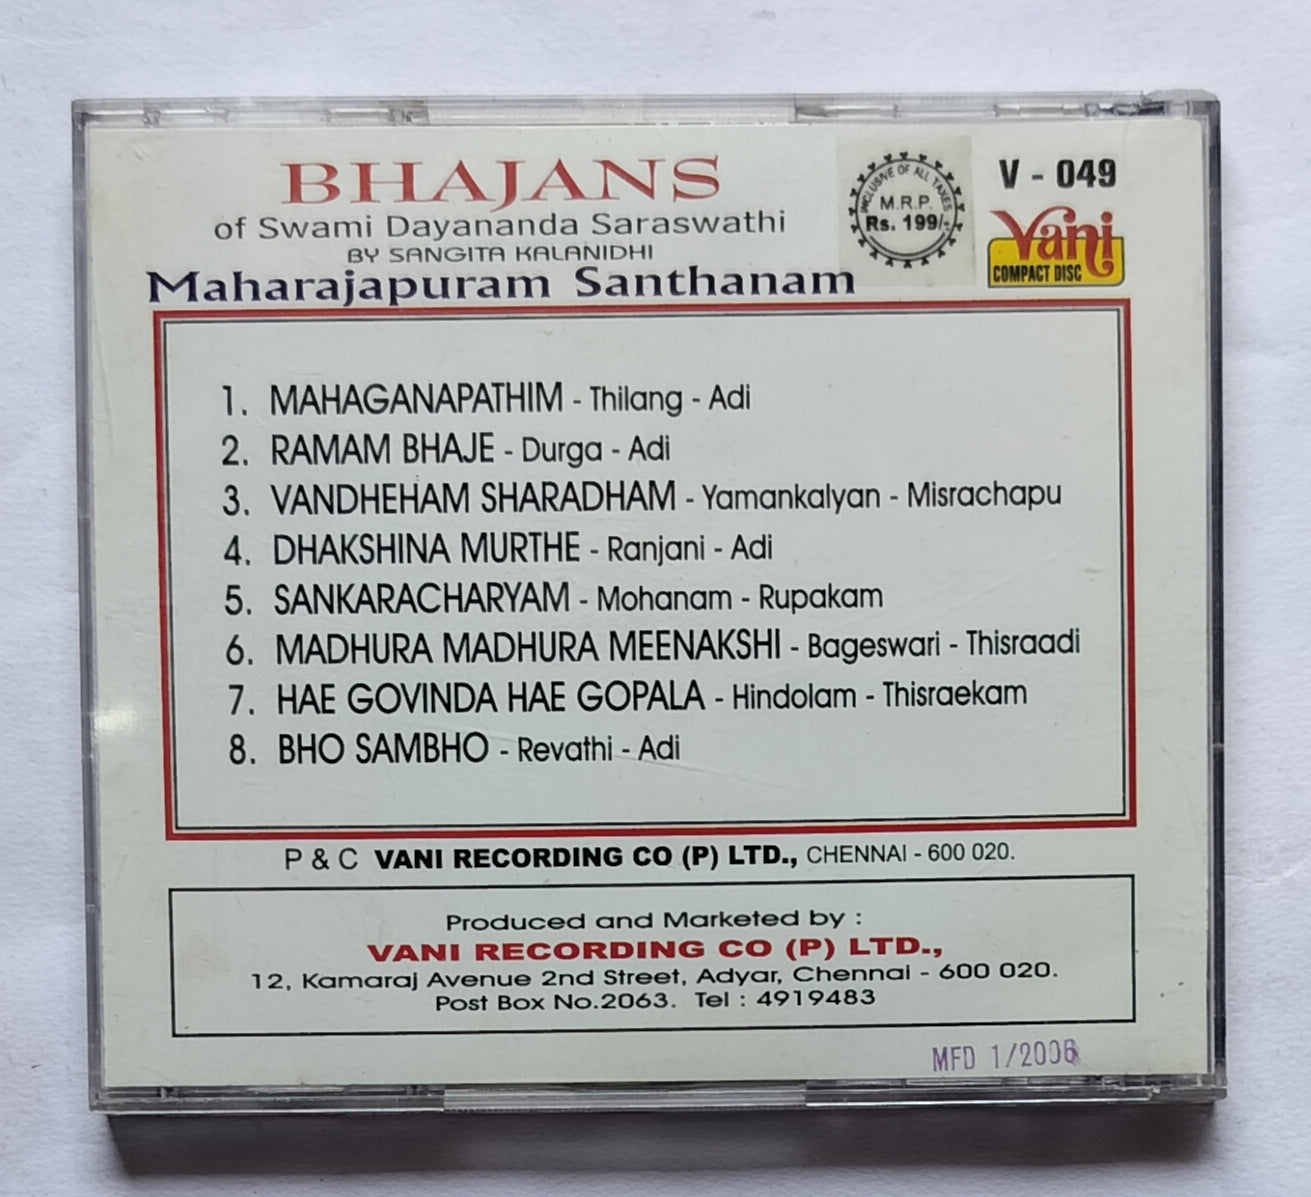 BHAJANS
of Swami Dayananda Saraswathi
BY SANGITA KALANIDHI
Maharajapuram Santhanam
INCLUSIVE OF ALL TAXES
M.R.P.
Rs. 199/-
V - 049
Vani
COMPACT DISC
1. MAHAGANAPATHIM - Thilang - Adi
2. RAMAM BHAJE - Durga - Adi
3. VANDHEHAM SHARADHAM - Yamankalyan - Misrachapu
4. DHAKSHINA MURTHE - Ranjani - Adi
5. SANKARACHARYAM - Mohanam - Rupakam
6. MADHURA MADHURA MEENAKSHI - Bageswari - Thisraadi
7. HAE GOVINDA HAE GOPALA - Hindolam - Thisraekam
8. BHO SAMBHO - Revathi - Adi
P & C VANI RECORDING CO (P) LTD., CHENNAI - 600 020.
Produced and Marketed by :
VANI RECORDING CO (P) LTD.,
12, Kamaraj Avenue 2nd Street, Adyar, Chennai - 600 020.
Post Box No.2063. Tel : 4919483
MFD